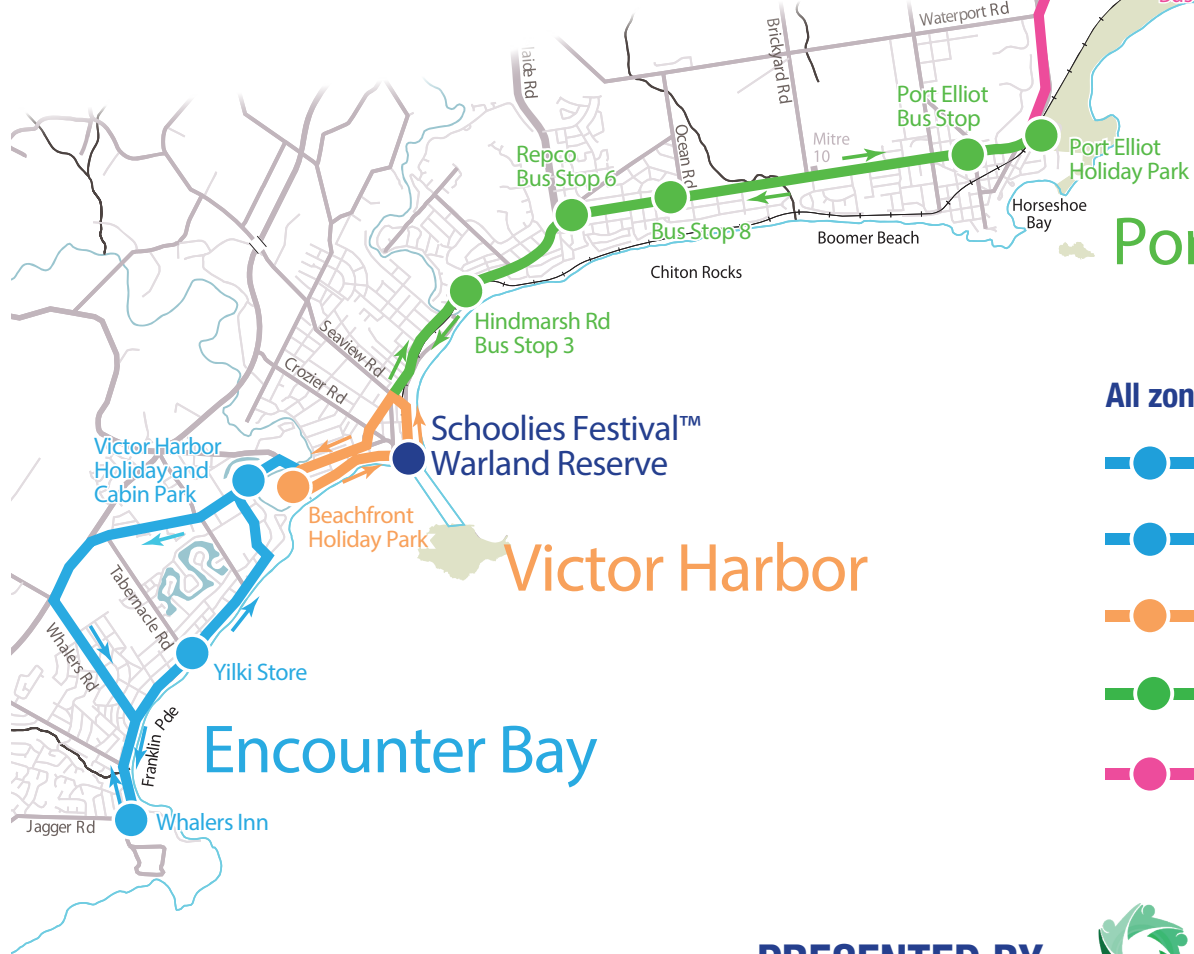 Waterport Rd
Brickyard Rd
Port Elliot
Bus Stop
Mitre
10
Port Elliot
Holiday Park
Repco
Bus Stop 6
Ocean Rd
Bus Stop 8
Horseshoe
Bay
Boomer Beach
Chiton Rocks
Hindmarsh Rd
Bus Stop 3
Seaview Rd
Crozier Rd
All zon
Schoolies Festival™
Warland Reserve
Victor Harbor
Holiday and
Cabin Park
Beachfront
Holiday Park
Victor Harbor
Tabernacle Rd
Whalers Rd
Yilki Store
Franklin Pde
Encounter Bay
Whalers Inn
Jagger Rd
PRESENTED BY